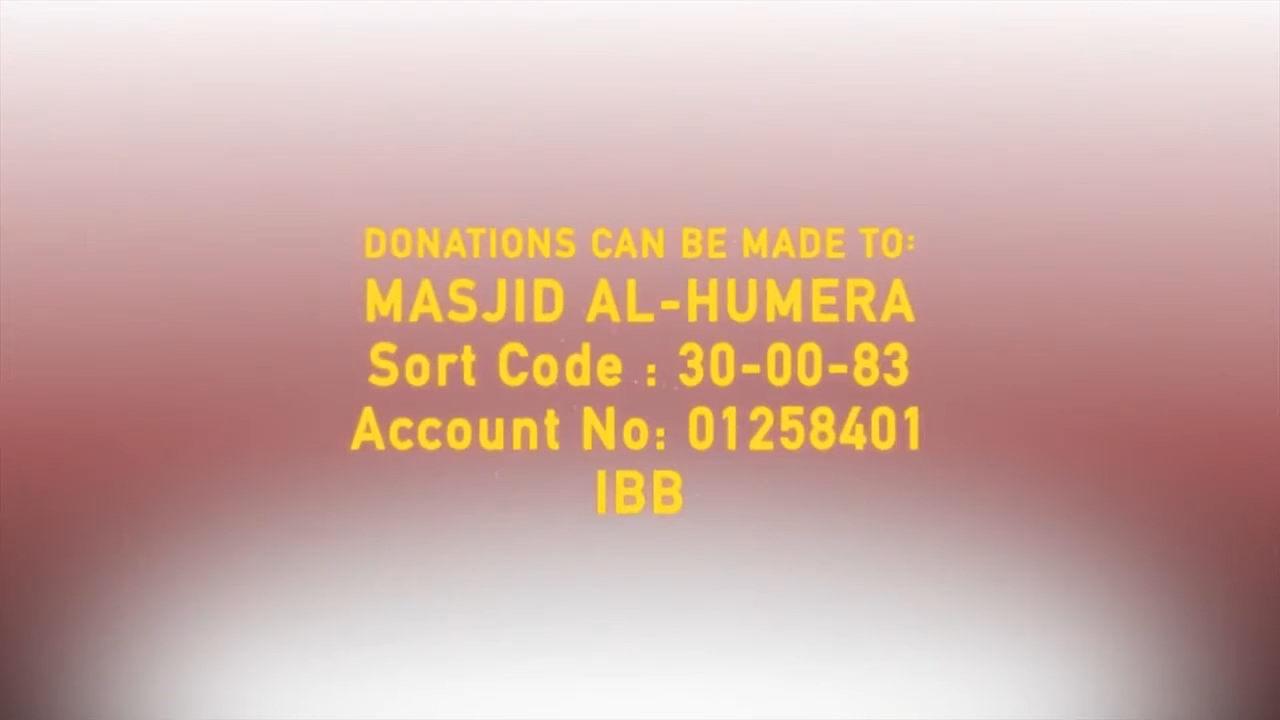 DONATIONS CAN BE MADE TO:
MASJID AL-HUMERA
Sort Code : 30-00-83
Account No: 01258401
IBB